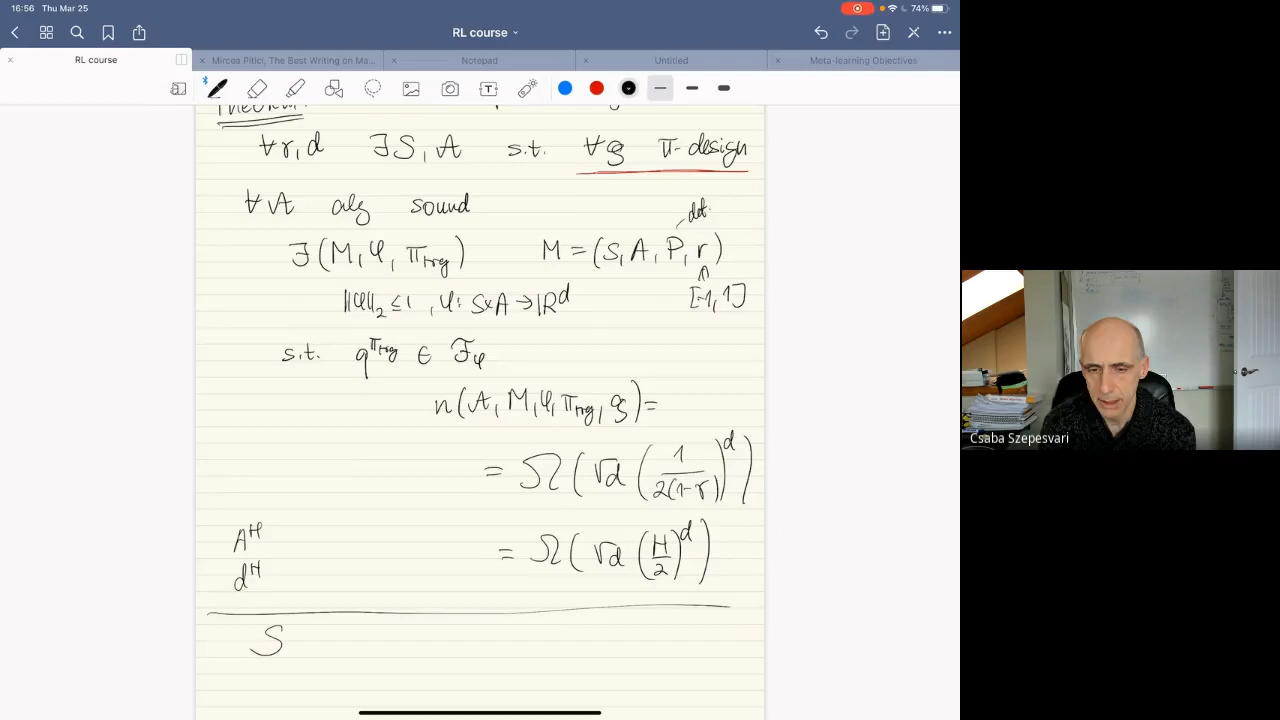 16:56 Thu Mar 25
74%
RL course
RL course
Mircea Pitici, The Best Writing on Ma...
Notepad
Untitled
Meta-learning Objectives
Theorem
∀γ,d ∃S,A s.t. ∀g π-design
∀A alg sound
det.
∃(M,φ,π_trg) M=(S,A,P,r)
‖φ‖₂≤1, φ: S×A→ℝ^d [-1,1]
s.t. q^{π_trg} ∈ F_φ
n(A,M,φ,π_trg,g)=
= Ω(√d (1/(2(1-γ)))^d)
A^H = Ω(√d (H/2)^d)
d^H
S
Csaba Szepesvari